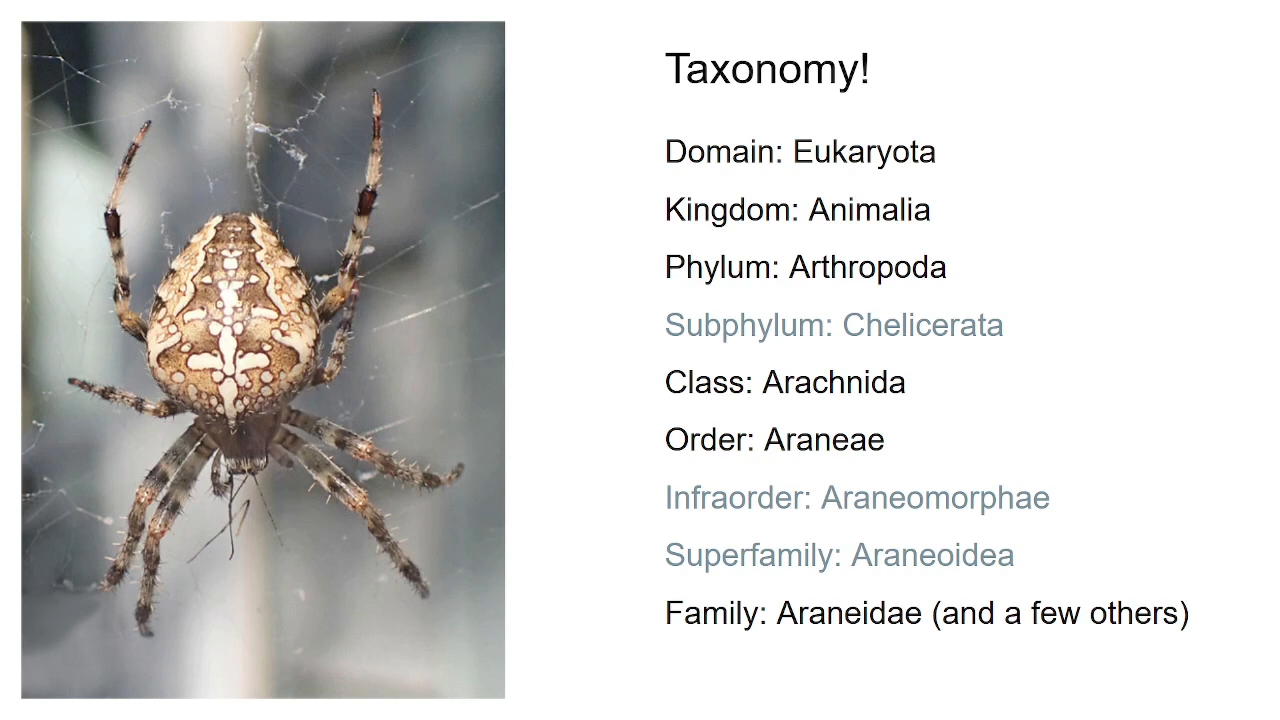 Taxonomy!
Domain: Eukaryota
Kingdom: Animalia
Phylum: Arthropoda
Subphylum: Chelicerata
Class: Arachnida
Order: Araneae
Infraorder: Araneomorphae
Superfamily: Araneoidea
Family: Araneidae (and a few others)